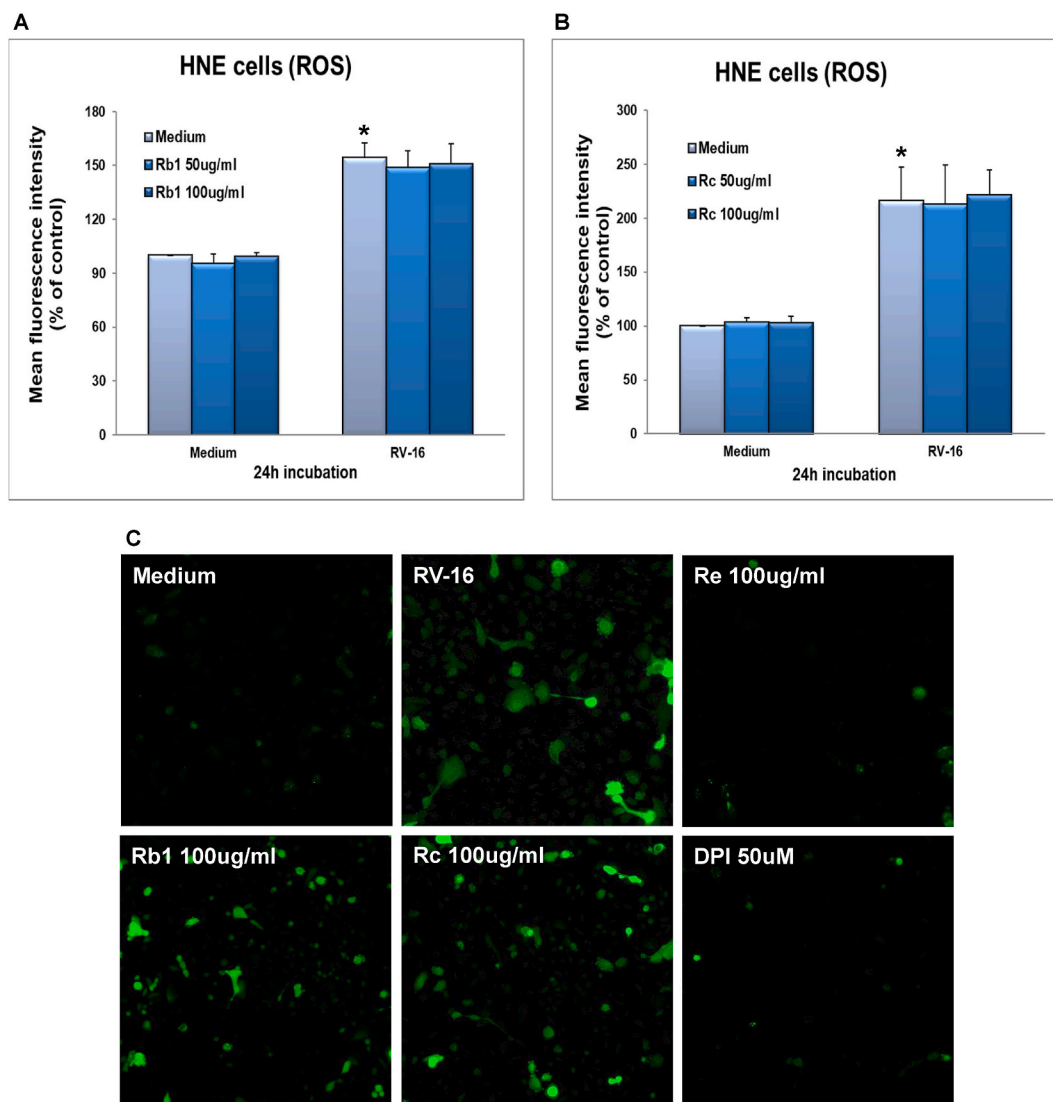 A
HNE cells (ROS)
Mean fluorescence intensity
(% of control)
180
150
120
90
60
30
0
Medium
Rb1 50ug/ml
Rb1 100ug/ml
*
Medium
RV-16
24h incubation
B
HNE cells (ROS)
Mean fluorescence intensity
(% of control)
300
250
200
150
100
50
0
Medium
Rc 50ug/ml
Rc 100ug/ml
*
Medium
RV-16
24h incubation
C
Medium
RV-16
Re 100ug/ml
Rb1 100ug/ml
Rc 100ug/ml
DPI 50uM